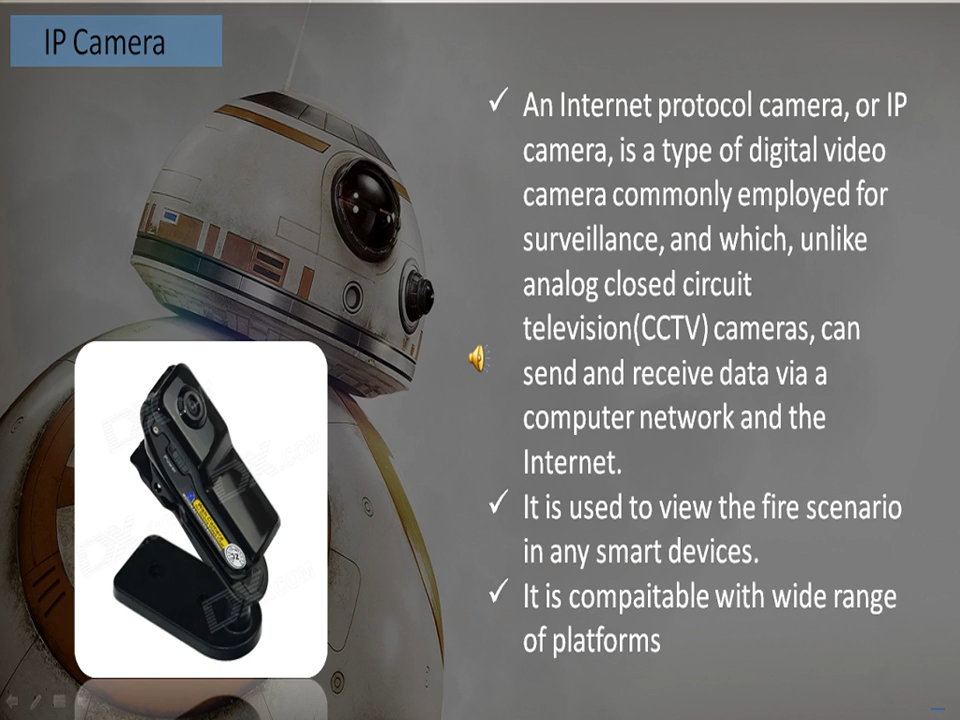 IP Camera
✓ An Internet protocol camera, or IP
camera, is a type of digital video
camera commonly employed for
surveillance, and which, unlike
analog closed circuit
television(CCTV) cameras, can
send and receive data via a
computer network and the
Internet.
✓ It is used to view the fire scenario
in any smart devices.
✓ It is compaitable with wide range
of platforms